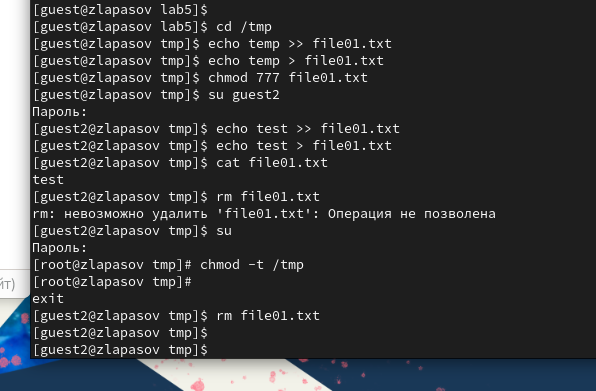 [guest@zlapasov lab5]$
[guest@zlapasov lab5]$ cd /tmp
[guest@zlapasov tmp]$ echo temp >> file01.txt
[guest@zlapasov tmp]$ echo temp > file01.txt
[guest@zlapasov tmp]$ chmod 777 file01.txt
[guest@zlapasov tmp]$ su guest2
Пароль:
[guest2@zlapasov tmp]$ echo test >> file01.txt
[guest2@zlapasov tmp]$ echo test > file01.txt
[guest2@zlapasov tmp]$ cat file01.txt
test
[guest2@zlapasov tmp]$ rm file01.txt
rm: невозможно удалить 'file01.txt': Операция не позволена
[guest2@zlapasov tmp]$ su
Пароль:
[root@zlapasov tmp]# chmod -t /tmp
[root@zlapasov tmp]#
йт)
exit
[guest2@zlapasov tmp]$ rm file01.txt
[guest2@zlapasov tmp]$
[guest2@zlapasov tmp]$